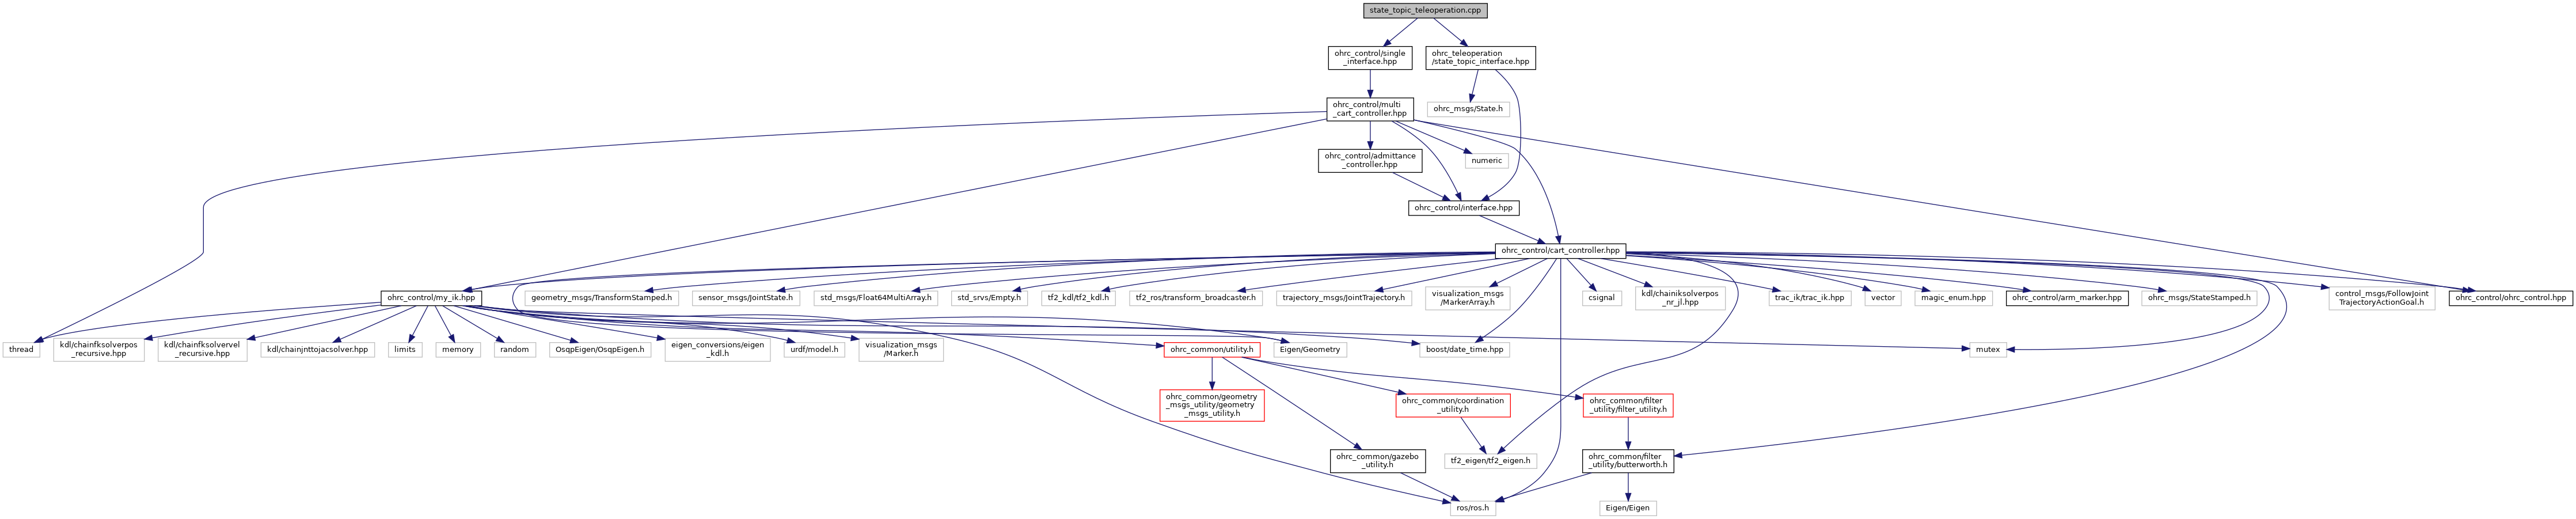 state_topic_teleoperation.cpp
ohrc_control/single
_interface.hpp
ohrc_teleoperation
/state_topic_interface.hpp
ohrc_control/multi
_cart_controller.hpp
ohrc_msgs/State.h
ohrc_control/admittance
_controller.hpp
numeric
ohrc_control/interface.hpp
ohrc_control/cart_controller.hpp
ohrc_control/my_ik.hpp
geometry_msgs/TransformStamped.h
sensor_msgs/JointState.h
std_msgs/Float64MultiArray.h
std_srvs/Empty.h
tf2_kdl/tf2_kdl.h
tf2_ros/transform_broadcaster.h
trajectory_msgs/JointTrajectory.h
visualization_msgs
/MarkerArray.h
csignal
kdl/chainiksolverpos
_nr_jl.hpp
trac_ik/trac_ik.hpp
vector
magic_enum.hpp
ohrc_control/arm_marker.hpp
ohrc_msgs/StateStamped.h
control_msgs/FollowJoint
TrajectoryActionGoal.h
ohrc_control/ohrc_control.hpp
thread
kdl/chainfksolverpos
_recursive.hpp
kdl/chainfksolvervel
_recursive.hpp
kdl/chainjnttojacsolver.hpp
limits
memory
random
OsqpEigen/OsqpEigen.h
eigen_conversions/eigen
_kdl.h
urdf/model.h
visualization_msgs
/Marker.h
ohrc_common/utility.h
Eigen/Geometry
boost/date_time.hpp
mutex
ohrc_common/geometry
_msgs_utility/geometry
_msgs_utility.h
ohrc_common/coordination
_utility.h
ohrc_common/filter
_utility/filter_utility.h
ohrc_common/gazebo
_utility.h
tf2_eigen/tf2_eigen.h
ohrc_common/filter
_utility/butterworth.h
ros/ros.h
Eigen/Eigen